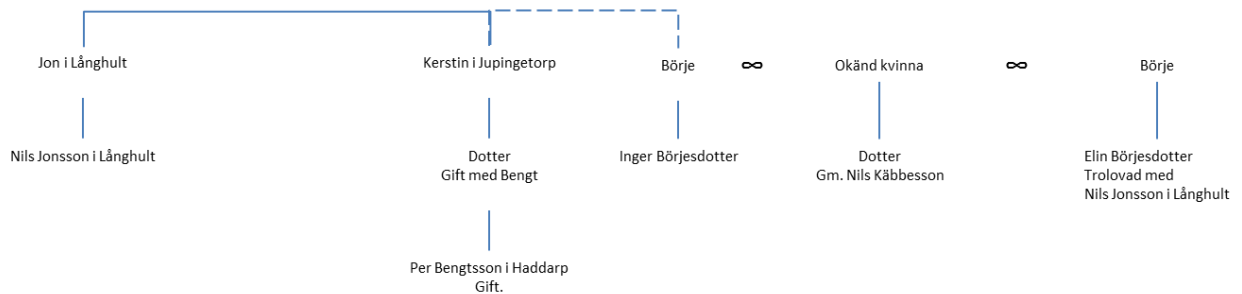 Jon i Långhult
Kerstin i Jupingetorp
Börje
∞
Okänd kvinna
∞
Börje
Nils Jonsson i Långhult
Dotter
Gift med Bengt
Inger Börjesdotter
Dotter
Gm. Nils Käbbesson
Elin Börjesdotter
Trolovad med
Nils Jonsson i Långhult
Per Bengtsson i Haddarp
Gift.